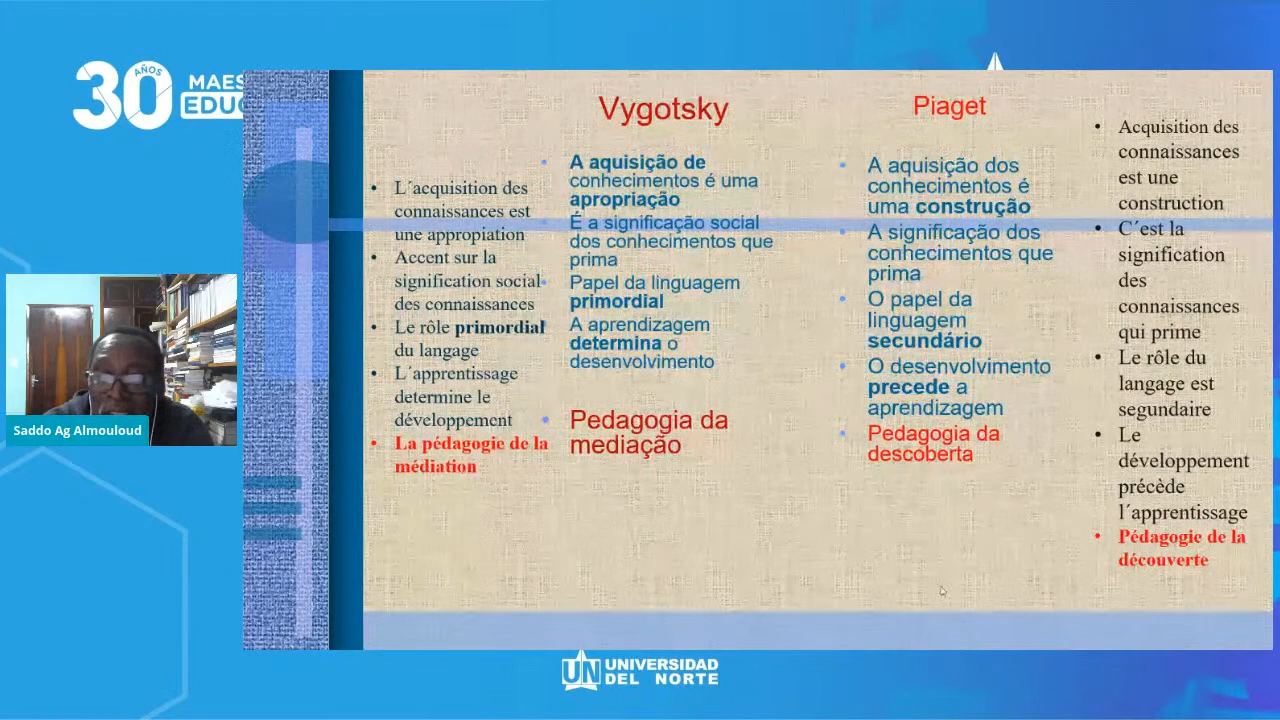 30
AÑOS
MAES
EDUC
Vygotsky
Piaget
L´acquisition des
connaissances est
une appropiation
Accent sur la
signification social
des connaissances
Le rôle primordial
du langage
L´apprentissage
determine le
développement
La pédagogie de la
médiation
A aquisição de
conhecimentos é uma
apropriação
É a significação social
dos conhecimentos que
prima
Papel da linguagem
primordial
A aprendizagem
determina o
desenvolvimento
Pedagogia da
mediação
A aquisição dos
conhecimentos é
uma construção
A significação dos
conhecimentos que
prima
O papel da
linguagem
secundário
O desenvolvimento
precede a
aprendizagem
Pedagogia da
descoberta
Acquisition des
connaissances
est une
construction
C´est la
signification
des
connaissances
qui prime
Le rôle du
langage est
segundaire
Le
développement
précède
l´apprentissage
Pédagogie de la
découverte
Saddo Ag Almouloud
UN UNIVERSIDAD
DEL NORTE